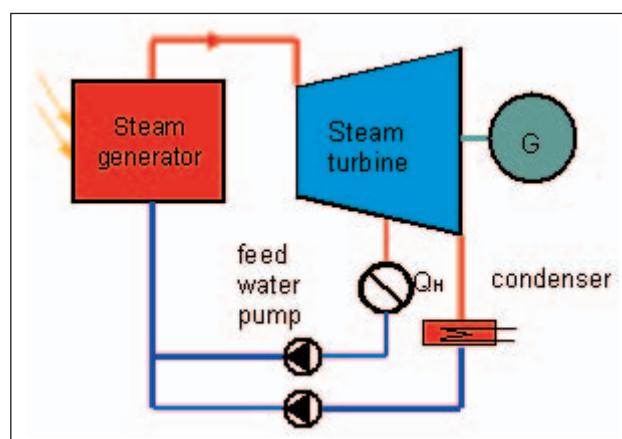 Steam
generator
Steam
turbine
G
feed
water
pump
QH
condenser